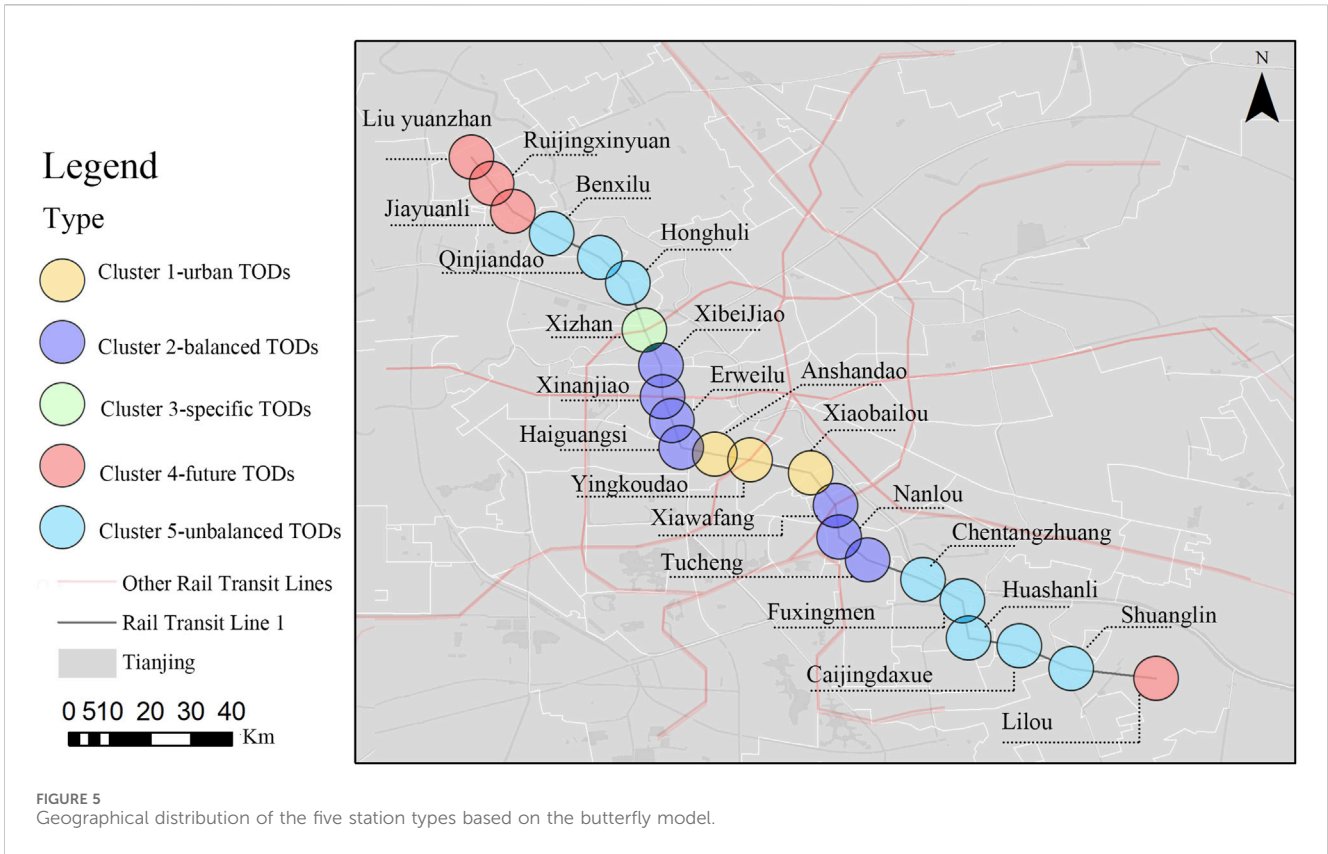 Legend
Type
Cluster 1-urban TODs
Cluster 2-balanced TODs
Cluster 3-specific TODs
Cluster 4-future TODs
Cluster 5-unbalanced TODs
Other Rail Transit Lines
Rail Transit Line 1
Tianjing
0 510 20 30 40
Km
N
Liu yuanzhan
Ruijingxinyuan
Benxilu
Jiayuanli
Honghuli
Qinjiandao
Xizhan
XibeiJiao
Anshandao
Erweilu
Xinanjiao
Xiaobailou
Haiguangsi
Yingkoudao
Nanlou
Xiawafang
Chentangzhuang
Tucheng
Huashanli
Fuxingmen
Shuanglin
Caijingdaxue
Lilou
FIGURE 5
Geographical distribution of the five station types based on the butterfly model.